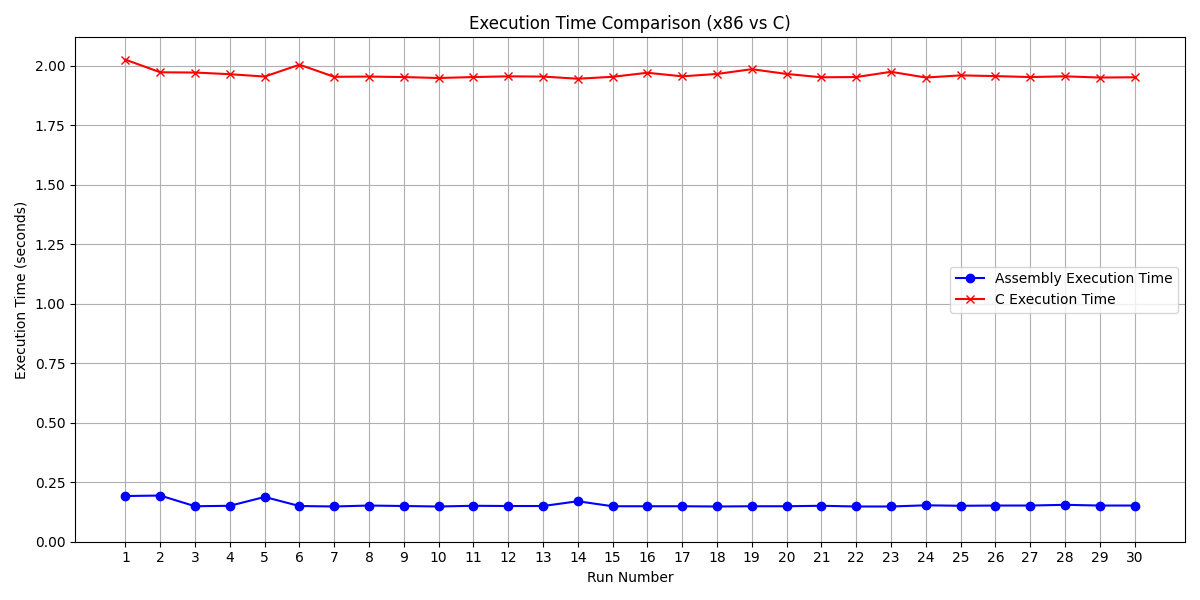 Execution Time Comparison (x86 vs C)
Execution Time (seconds)
2.00
1.75
1.50
1.25
1.00
0.75
0.50
0.25
0.00
Assembly Execution Time
C Execution Time
1 2 3 4 5 6 7 8 9 10 11 12 13 14 15 16 17 18 19 20 21 22 23 24 25 26 27 28 29 30
Run Number